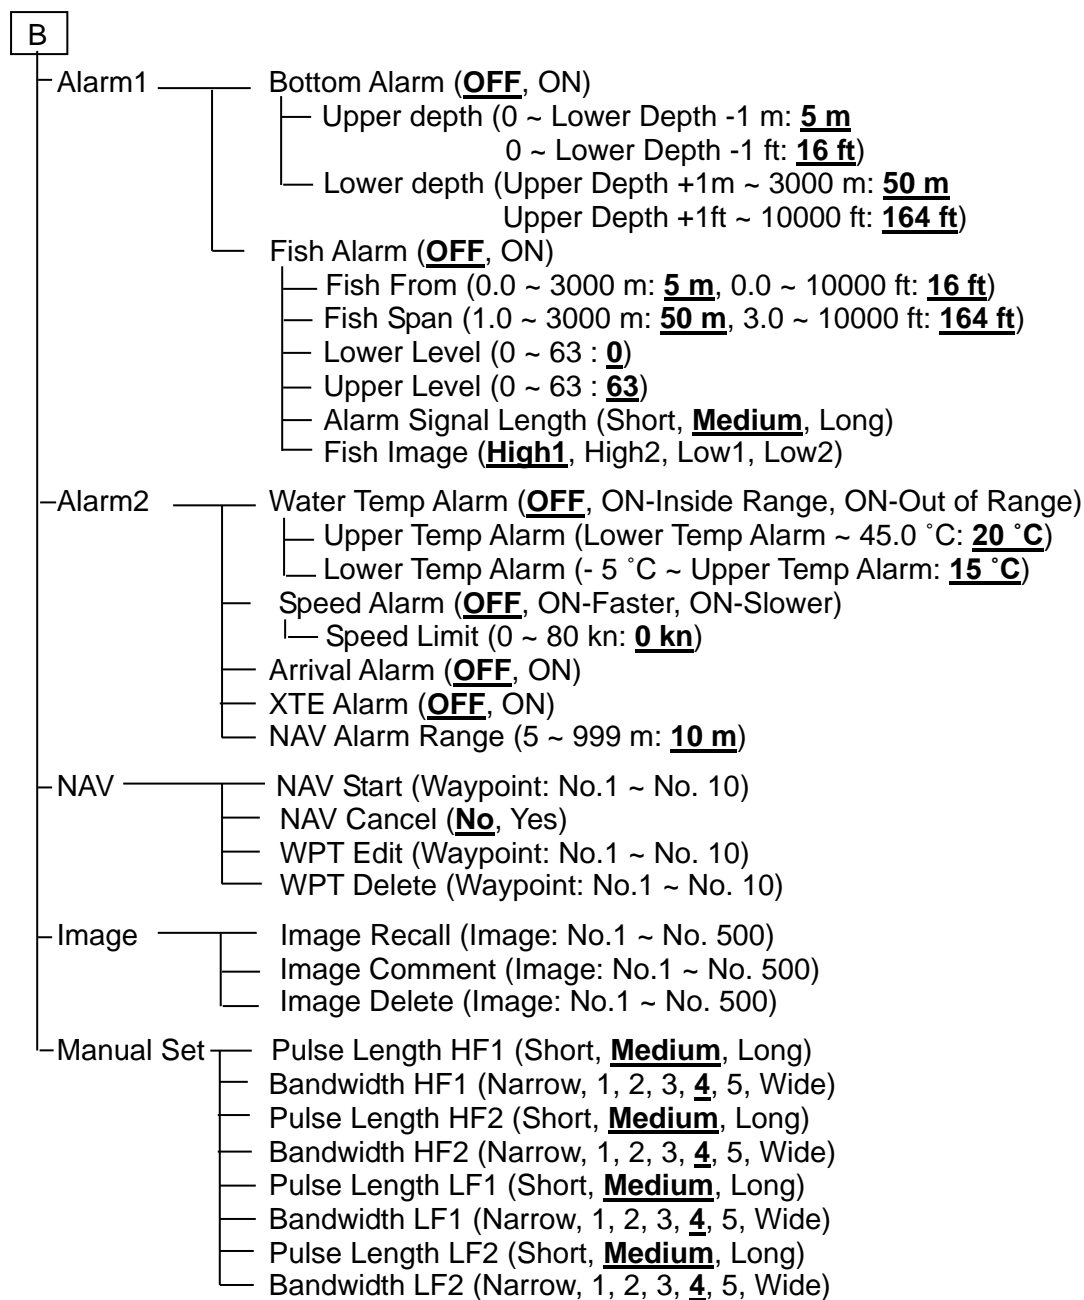 B
Alarm1 Bottom Alarm (OFF, ON)
Upper depth (0 ~ Lower Depth -1 m: 5 m
0 ~ Lower Depth -1 ft: 16 ft)
Lower depth (Upper Depth +1m ~ 3000 m: 50 m
Upper Depth +1ft ~ 10000 ft: 164 ft)
Fish Alarm (OFF, ON)
Fish From (0.0 ~ 3000 m: 5 m, 0.0 ~ 10000 ft: 16 ft)
Fish Span (1.0 ~ 3000 m: 50 m, 3.0 ~ 10000 ft: 164 ft)
Lower Level (0 ~ 63 : 0)
Upper Level (0 ~ 63 : 63)
Alarm Signal Length (Short, Medium, Long)
Fish Image (High1, High2, Low1, Low2)
Alarm2 Water Temp Alarm (OFF, ON-Inside Range, ON-Out of Range)
Upper Temp Alarm (Lower Temp Alarm ~ 45.0 ˚C: 20 ˚C)
Lower Temp Alarm (- 5 ˚C ~ Upper Temp Alarm: 15 ˚C)
Speed Alarm (OFF, ON-Faster, ON-Slower)
Speed Limit (0 ~ 80 kn: 0 kn)
Arrival Alarm (OFF, ON)
XTE Alarm (OFF, ON)
NAV Alarm Range (5 ~ 999 m: 10 m)
NAV NAV Start (Waypoint: No.1 ~ No. 10)
NAV Cancel (No, Yes)
WPT Edit (Waypoint: No.1 ~ No. 10)
WPT Delete (Waypoint: No.1 ~ No. 10)
Image Image Recall (Image: No.1 ~ No. 500)
Image Comment (Image: No.1 ~ No. 500)
Image Delete (Image: No.1 ~ No. 500)
Manual Set Pulse Length HF1 (Short, Medium, Long)
Bandwidth HF1 (Narrow, 1, 2, 3, 4, 5, Wide)
Pulse Length HF2 (Short, Medium, Long)
Bandwidth HF2 (Narrow, 1, 2, 3, 4, 5, Wide)
Pulse Length LF1 (Short, Medium, Long)
Bandwidth LF1 (Narrow, 1, 2, 3, 4, 5, Wide)
Pulse Length LF2 (Short, Medium, Long)
Bandwidth LF2 (Narrow, 1, 2, 3, 4, 5, Wide)